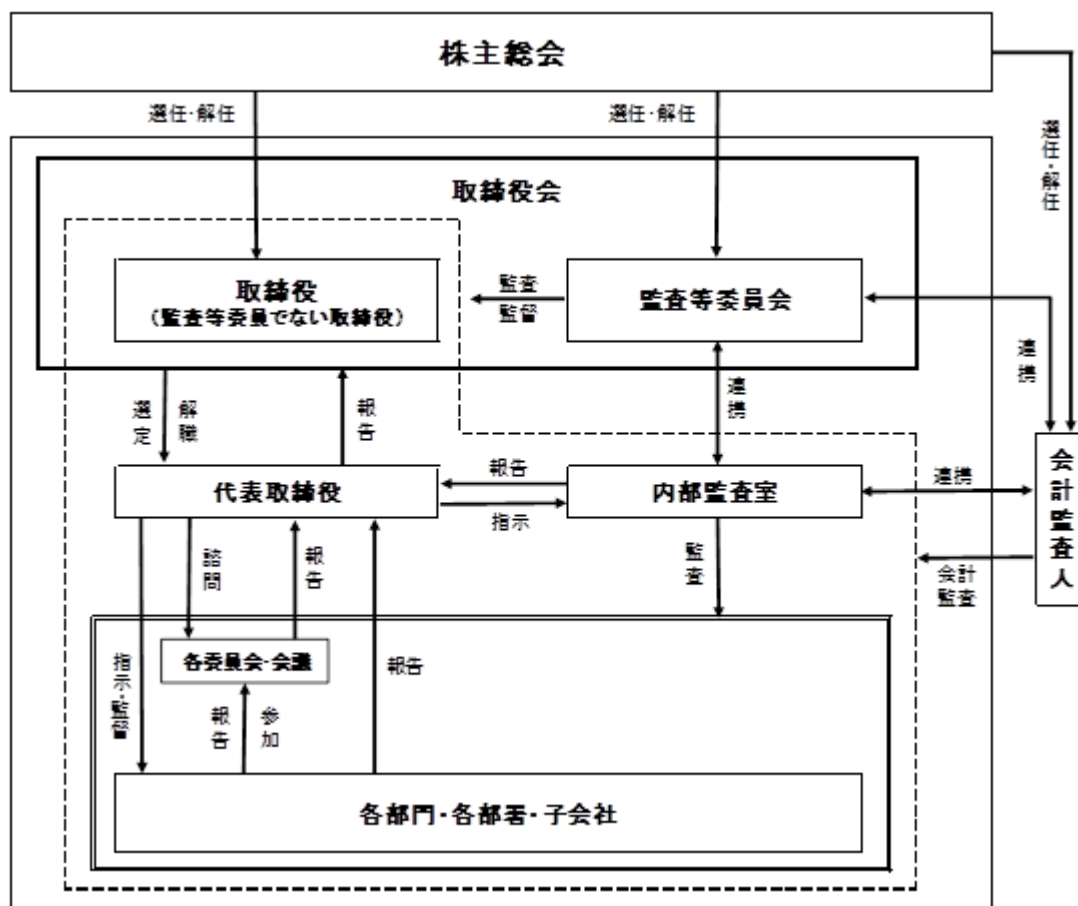 株主総会
選任・解任
選任・解任
選任・解任
取締役会
取締役
(監査等委員でない取締役)
監査
監督
監査等委員会
連携
選定
解職
報告
連携
代表取締役
報告
指示
内部監査室
連携
会計監査人
諮問
報告
監査
会計
監査
各委員会・会議
指示・監督
報告
報告
参加
各部門・各部署・子会社